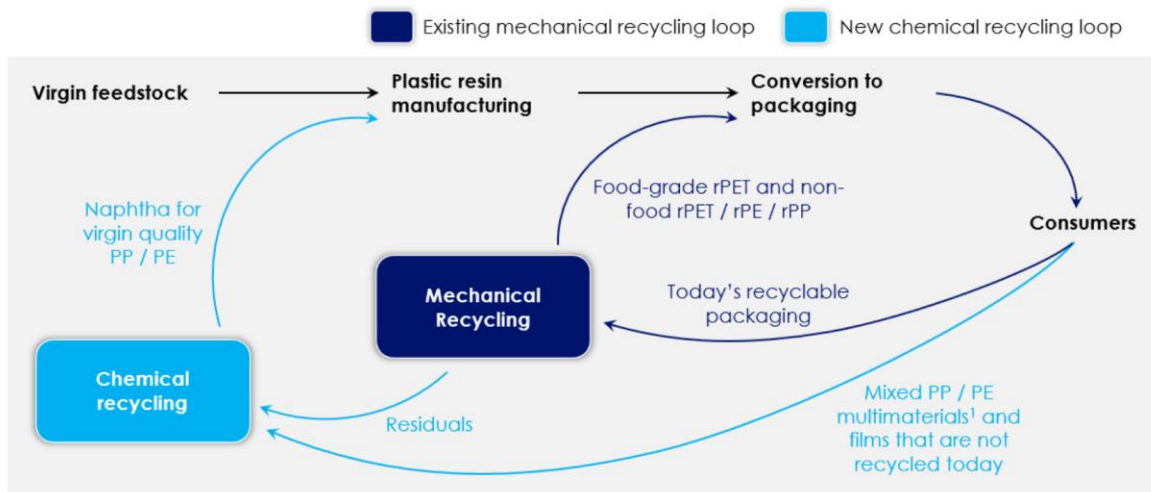 Existing mechanical recycling loop
New chemical recycling loop
Virgin feedstock
Plastic resin
manufacturing
Conversion to
packaging
Naphtha for
virgin quality
PP / PE
Food-grade rPET and non-
food rPET / rPE / rPP
Consumers
Mechanical
Recycling
Today's recyclable
packaging
Chemical
recycling
Residuals
Mixed PP / PE
multimaterials¹ and
films that are not
recycled today